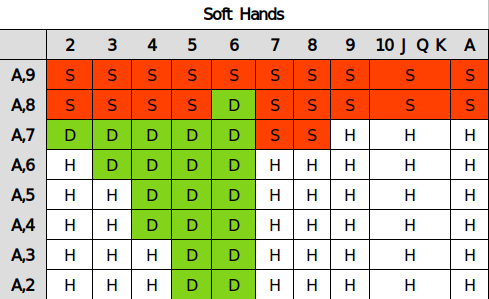 Soft Hands
2 3 4 5 6 7 8 9 10 J Q K A
A,9 S S S S S S S S S S
A,8 S S S S D S S S S S
A,7 D D D D D S S H H H
A,6 H D D D D H H H H H
A,5 H H D D D H H H H H
A,4 H H D D D H H H H H
A,3 H H H D D H H H H H
A,2 H H H D D H H H H H